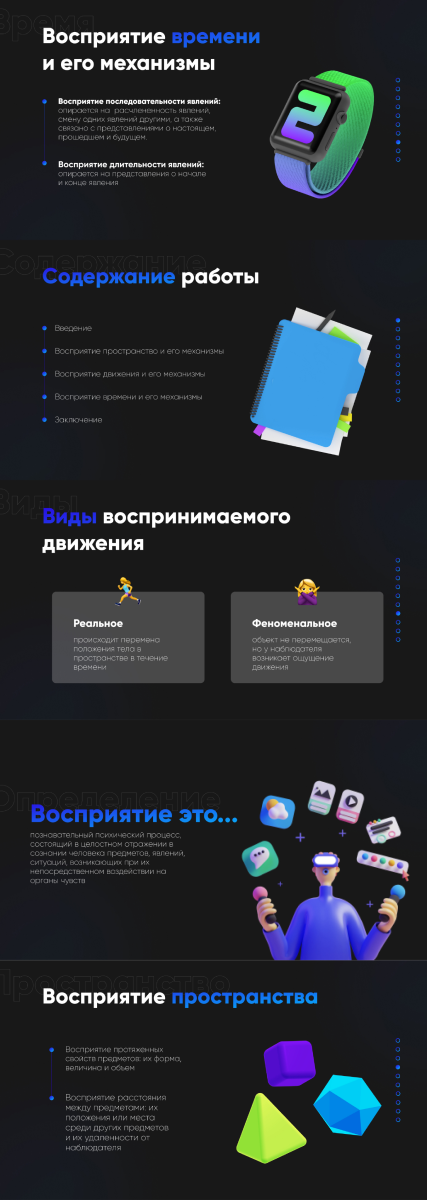 Время
Восприятие времени
и его механизмы
Восприятие последовательности явлений:
опирается на расчлененность явлений,
смену одних явлений другими, а также
связано с представлениями о настоящем,
прошедшем и будущем.
Восприятие длительности явлений:
опирается на представления о начале
и конце явления
2
Содержание
Содержание работы
Введение
Восприятие пространство и его механизмы
Восприятие движения и его механизмы
Восприятие времени и его механизмы
Заключение
Виды
Виды воспринимаемого
движения
Реальное
происходит перемена
положения тела в
пространстве в течение
времени
Феноменальное
объект не перемещается,
но у наблюдателя
возникает ощущение
движения
Определение
Восприятие это...
познавательный психический процесс,
состоящий в целостном отражении в
сознании человека предметов, явлений,
ситуаций, возникающих при их
непосредственном воздействии на
органы чувств
Пространство
Восприятие пространства
Восприятие протяженных
свойств предметов: их форма,
величина и объем
Восприятие расстояния
между предметами: их
положения или места
среди других предметов
и их удаленности от
наблюдателя